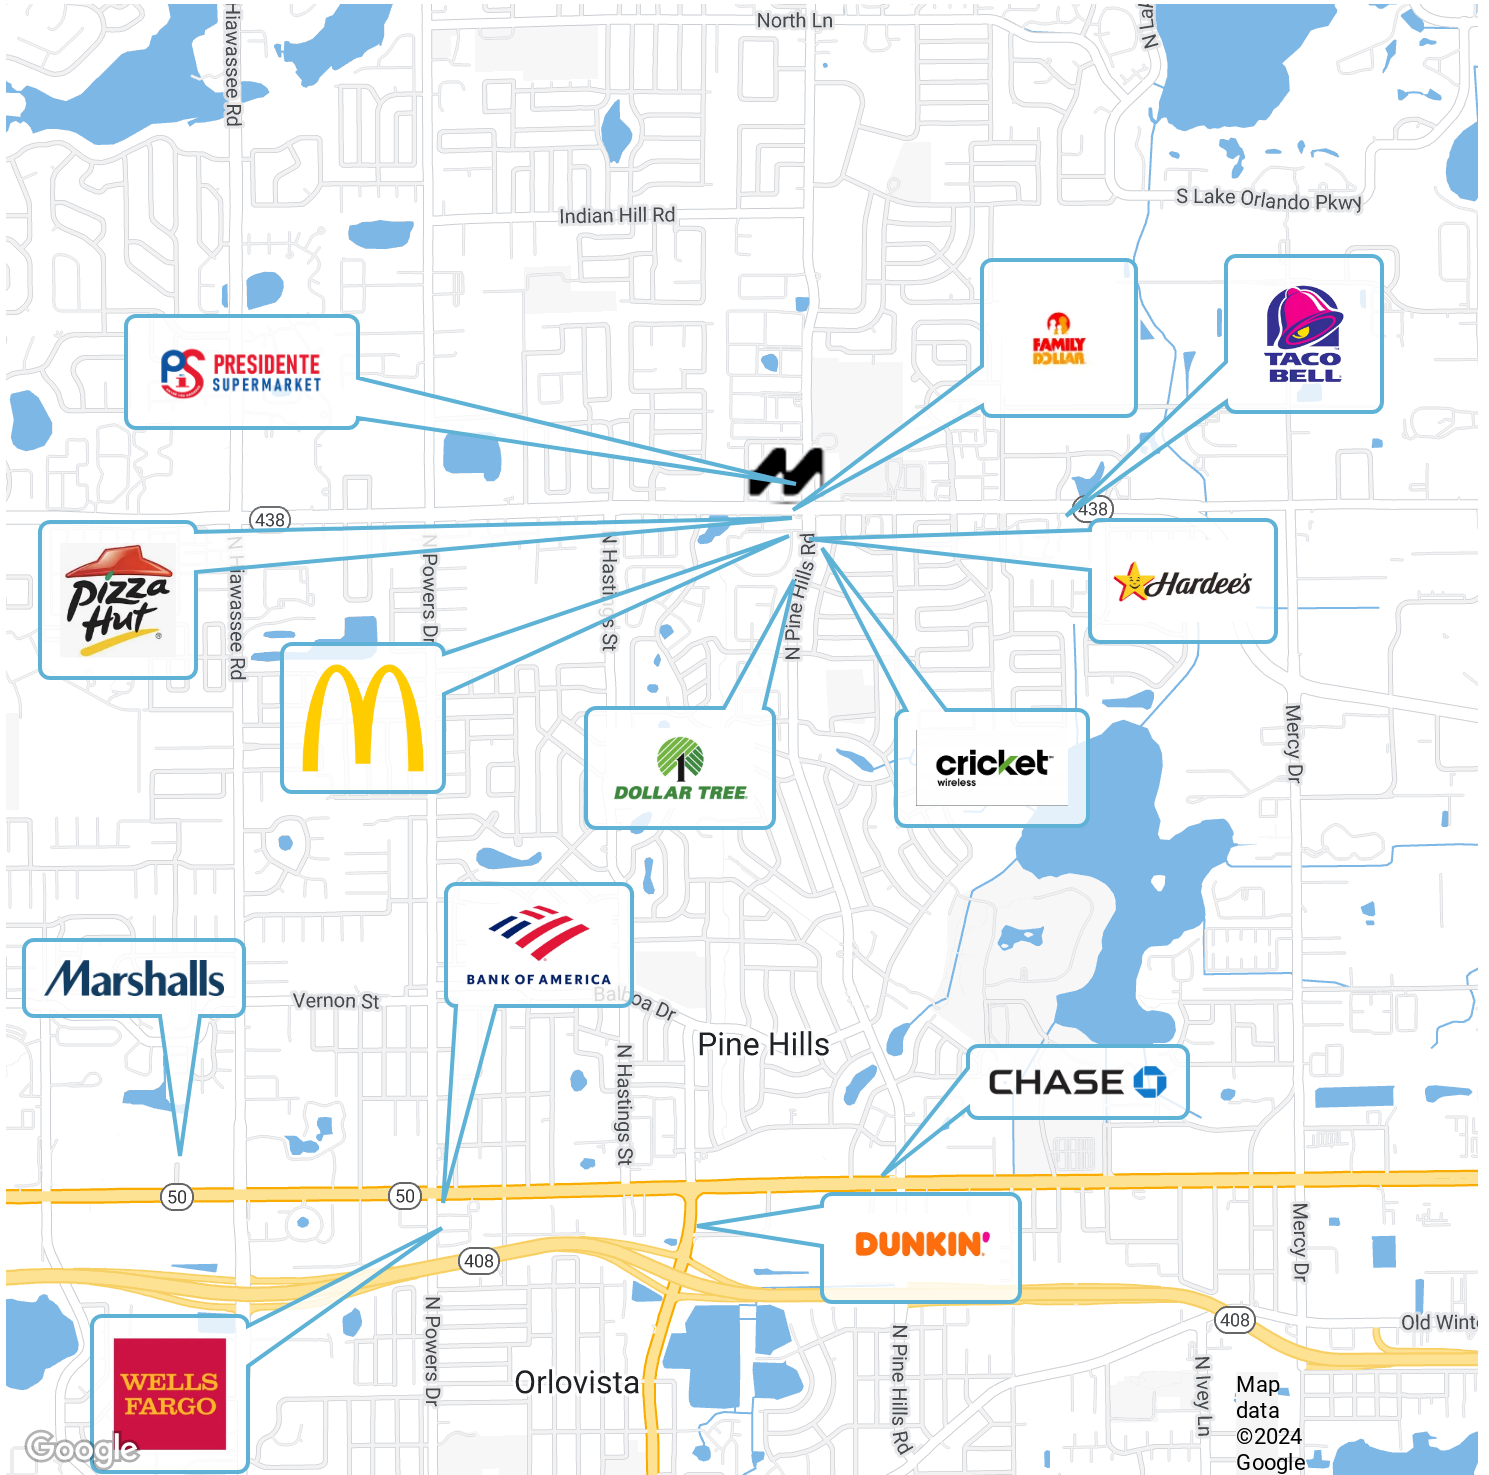 North Ln
Hiawassee Rd
Indian Hill Rd
S Lake Orlando Pkwy
PRESIDENTE
SUPERMARKET
FAMILY
DOLLAR
TACO
BELL
438
438
N Hiawassee Rd
N Powers Dr
N Hastings St
N Pine Hills Rd
Pizza
Hut
Hardee's
DOLLAR TREE
cricket
wireless
Mercy Dr
Marshalls
BANK OF AMERICA
Vernon St
Balboa Dr
Pine Hills
N Hastings St
CHASE
50
50
408
DUNKIN'
Mercy Dr
WELLS
FARGO
N Powers Dr
Orlovista
N Pine Hills Rd
408
Old Winte
N Ivey Ln
Map
data
©2024
Google
Google